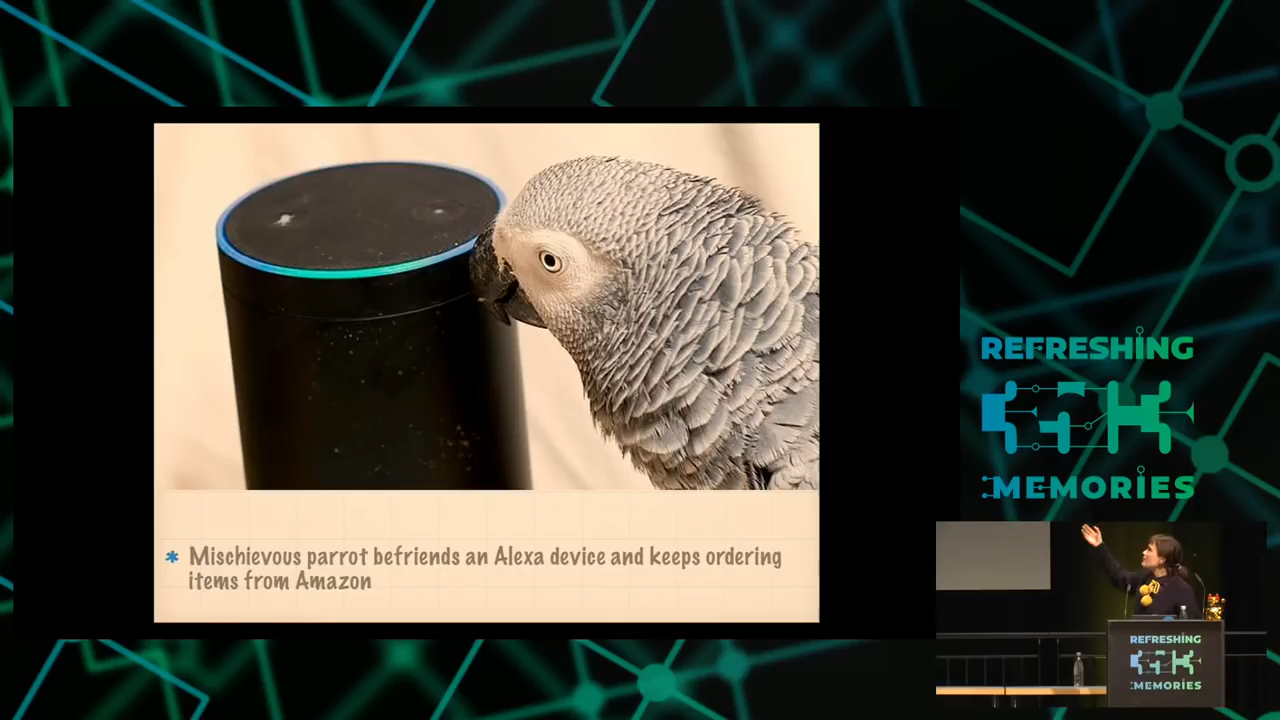 Mischievous parrot befriends an Alexa device and keeps ordering
items from Amazon
REFRESHING
MEMORIES
REFRESHING
MEMORIES